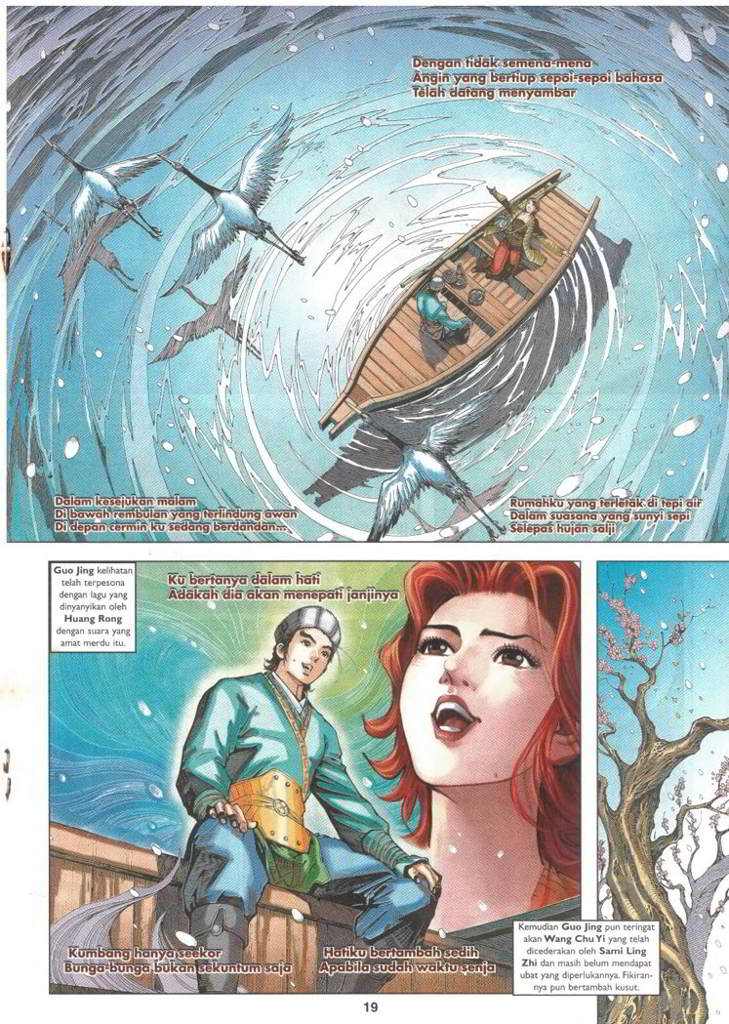 Dengan tidak semena-mena
Angin yang bertiup sepoi-sepoi bahasa
Telah datang menyambar
Dalam kesejukan malam
Di bawah rembulan yang terlindung awan
Di depan cermin ku sedang berdandan...
Rumahku yang terletak di tepi air
Dalam suasana yang sunyi sepi
Selepas hujan salji
Guo Jing kelihatan
telah terpesona
dengan lagu yang
dinyanyikan oleh
Huang Rong
dengan suara yang
amat merdu itu.
Ku bertanya dalam hati
Adakah dia akan menepati janjinya
Kumbang hanya seekor
Bunga-bunga bukan sekuntum saja
Hatiku bertambah sedih
Apabila sudah waktu senja
Kemudian Guo Jing pun teringat
akan Wang Chu Yi yang telah
dicederakan oleh Sami Ling
Zhi dan masih belum mendapat
ubat yang diperlukannya. Fikiran-
nya pun bertambah kusut.
19